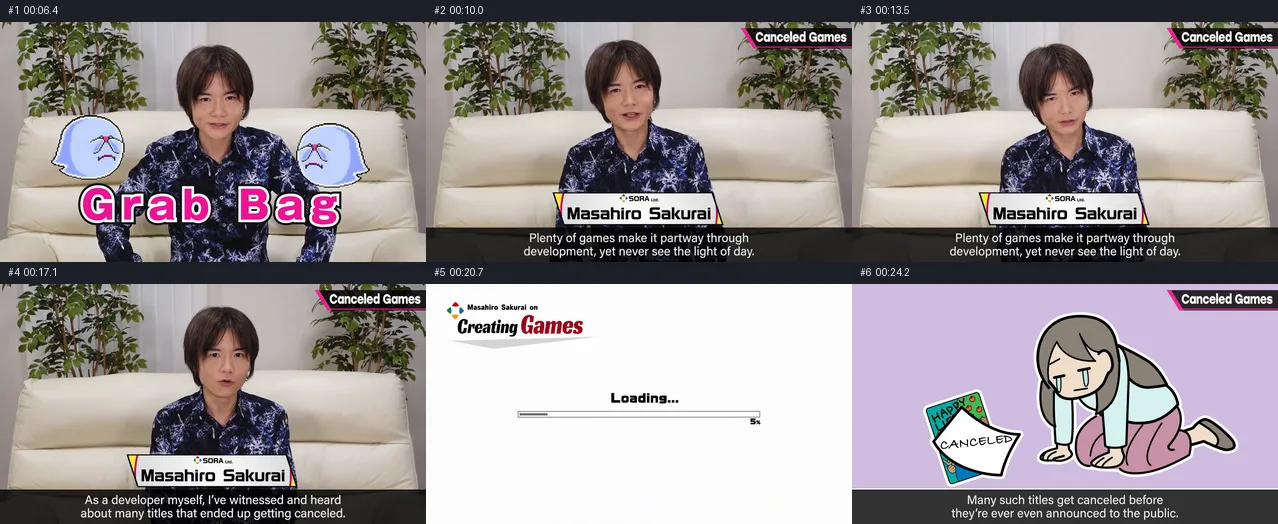 #1 00:06.4
Grab Bag
#2 00:10.0
Canceled Games
SORA Ltd.
Masahiro Sakurai
Plenty of games make it partway through
development, yet never see the light of day.
#3 00:13.5
Canceled Games
SORA Ltd.
Masahiro Sakurai
Plenty of games make it partway through
development, yet never see the light of day.
#4 00:17.1
Canceled Games
SORA Ltd.
Masahiro Sakurai
As a developer myself, I've witnessed and heard
about many titles that ended up getting canceled.
#5 00:20.7
Masahiro Sakurai on
Creating Games
Loading...
5%
#6 00:24.2
Canceled Games
HAPPY
CANCELED
Many such titles get canceled before
they're ever even announced to the public.